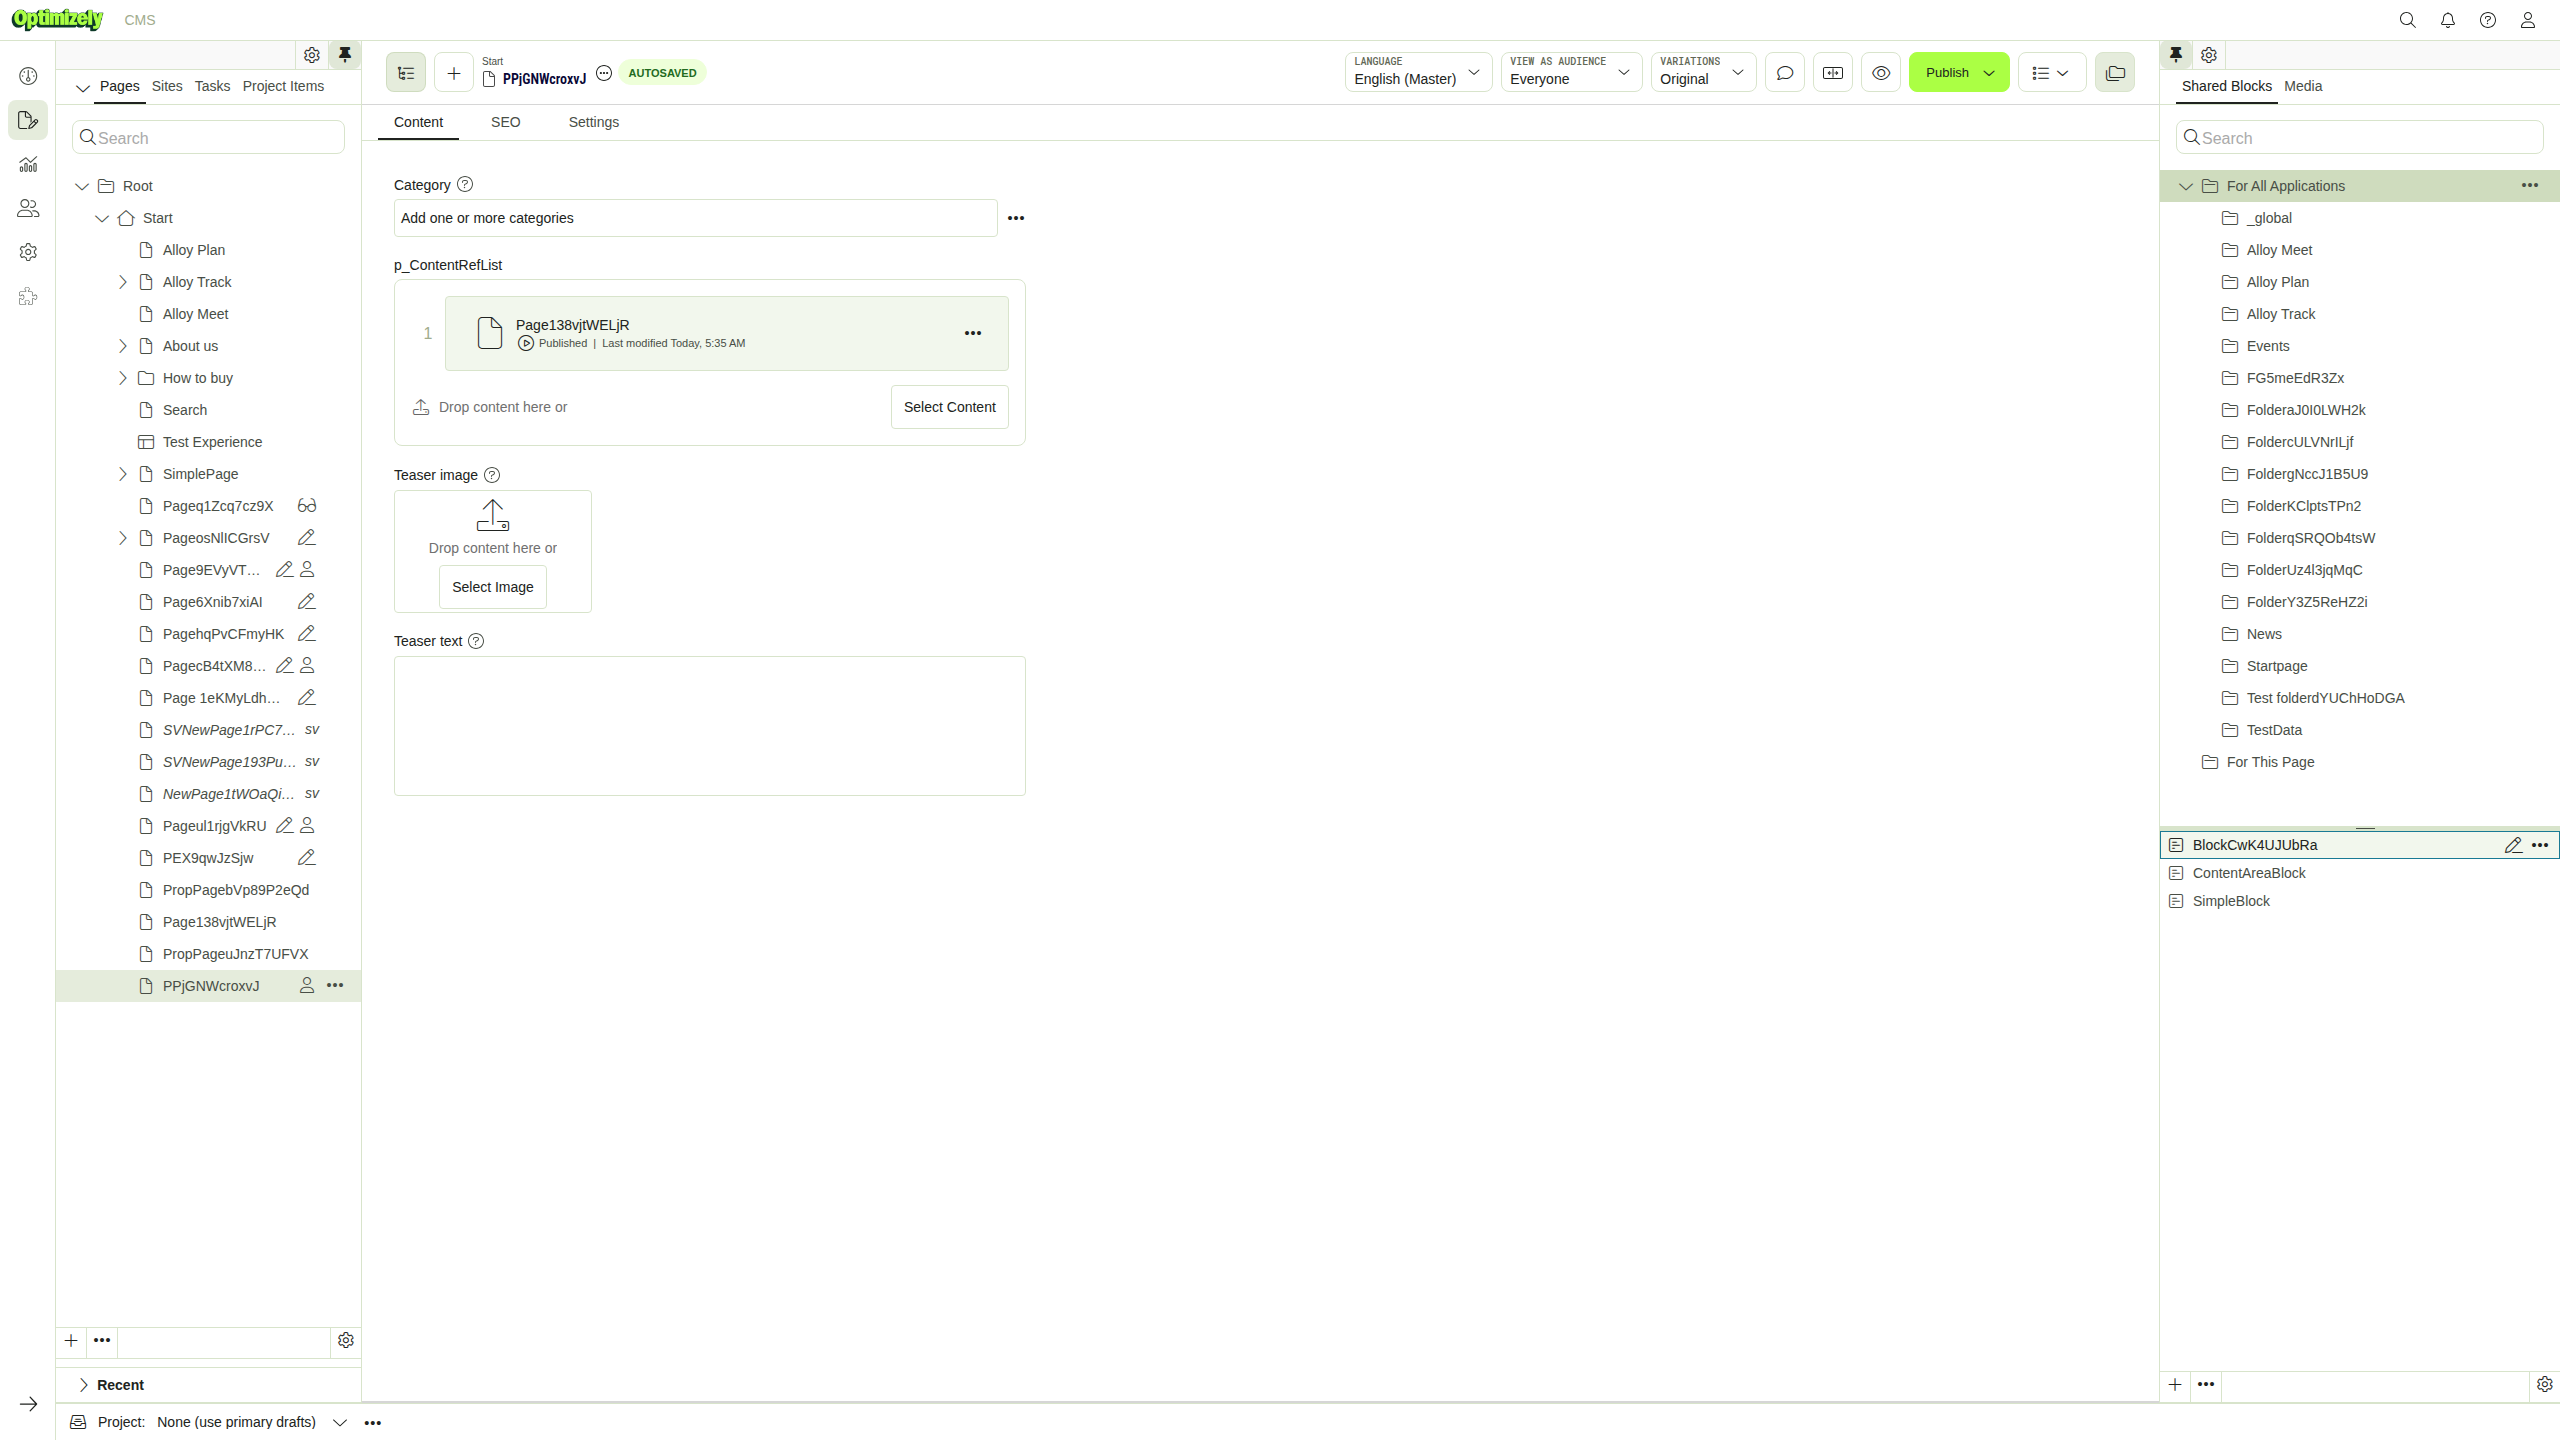 Optimizely
CMS
Pages
Sites
Tasks
Project Items
Search
Root
Start
Alloy Plan
Alloy Track
Alloy Meet
About us
How to buy
Search
Test Experience
SimplePage
Pageq1Zcq7cz9X
PageosNlICGrsV
Page9EVyVT...
Page6Xnib7xiAI
PagehqPvCFmyHK
PagecB4tXM8...
Page 1eKMyLdh...
SVNewPage1rPC7... sv
SVNewPage193Pu... sv
NewPage1tWOaQi... sv
Pageul1rjgVkRU
PEX9qwJzSjw
PropPagebVp89P2eQd
Page138vjtWELjR
PropPageuJnzT7UFVX
PPjGNWcroxvJ
Recent
Project: None (use primary drafts)
Start
PPjGNWcroxvJ
AUTOSAVED
LANGUAGE
English (Master)
VIEW AS AUDIENCE
Everyone
VARIATIONS
Original
Publish
Content
SEO
Settings
Category
Add one or more categories
p_ContentRefList
1
Page138vjtWELjR
Published | Last modified Today, 5:35 AM
Drop content here or
Select Content
Teaser image
Drop content here or
Select Image
Teaser text
Shared Blocks
Media
Search
For All Applications
_global
Alloy Meet
Alloy Plan
Alloy Track
Events
FG5meEdR3Zx
FolderaJ0I0LWH2k
FoldercULVNrILjf
FoldergNccJ1B5U9
FolderKClptsTPn2
FolderqSRQOb4tsW
FolderUz4l3jqMqC
FolderY3Z5ReHZ2i
News
Startpage
Test folderdYUChHoDGA
TestData
For This Page
BlockCwK4UJUbRa
ContentAreaBlock
SimpleBlock